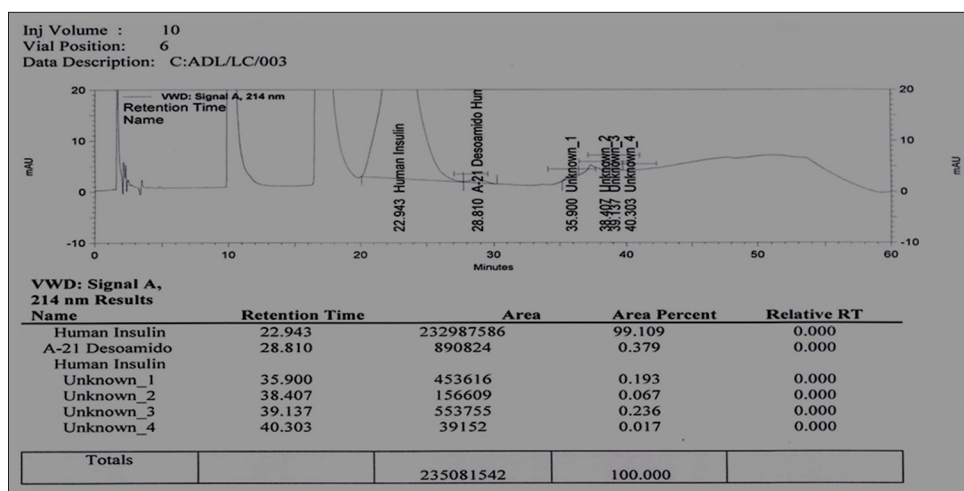 Inj Volume : 10
Vial Position: 6
Data Description: C:ADL/LC/003
VWD: Signal A, 214 nm
Retention Time
Name
20
10
0
-10
mAU
20
10
0
-10
mAU
22.943 Human Insulin
28.810 A-21 Desoamido Hun
35.900 Unknown_1
38.407 Unknown_2
39.137 Unknown_3
40.303 Unknown_4
0 10 20 30 40 50 60
Minutes
VWD: Signal A,
214 nm Results
Name Retention Time Area Area Percent Relative RT
Human Insulin 22.943 232987586 99.109 0.000
A-21 Desoamido 28.810 890824 0.379 0.000
Human Insulin
Unknown_1 35.900 453616 0.193 0.000
Unknown_2 38.407 156609 0.067 0.000
Unknown_3 39.137 553755 0.236 0.000
Unknown_4 40.303 39152 0.017 0.000
Totals
235081542 100.000